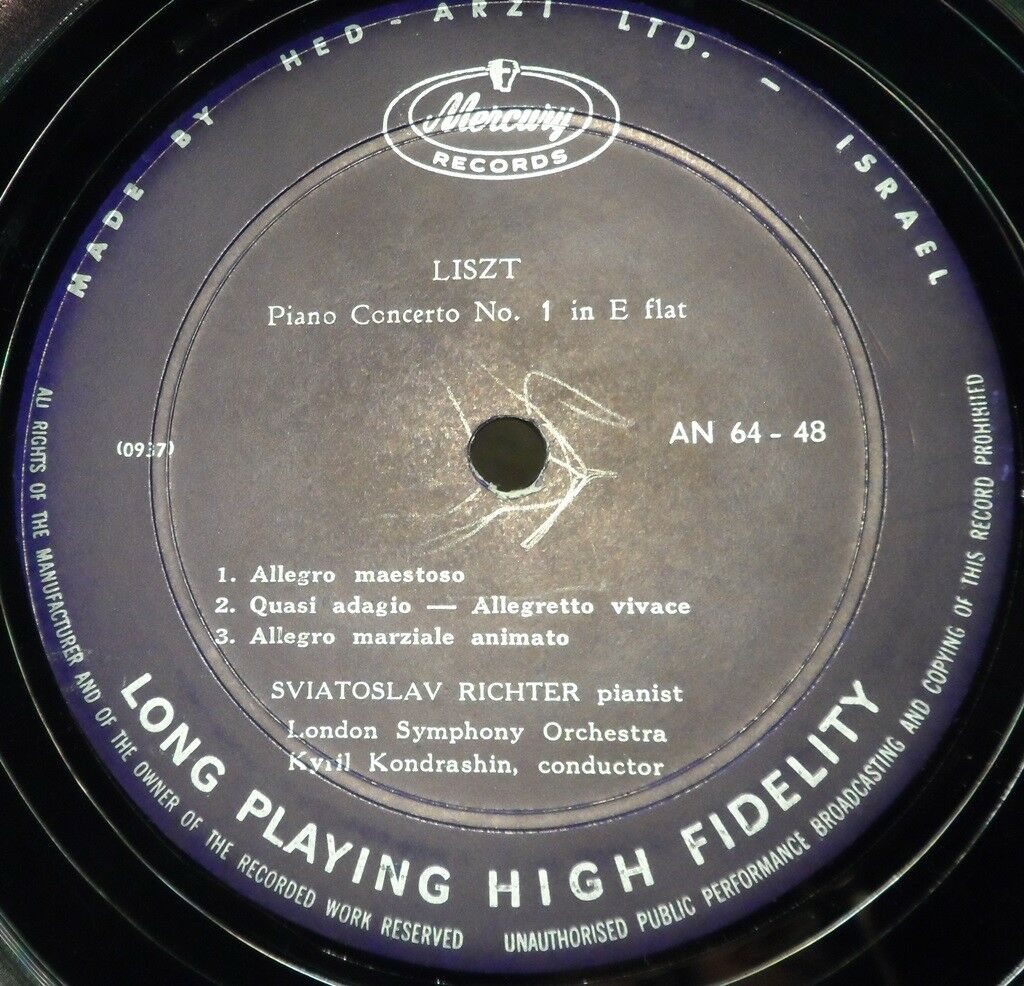 MADE BY HED-ARZI LTD. - ISRAEL
Mercury
RECORDS
LISZT
Piano Concerto No. 1 in E flat
(0937)
AN 64 - 48
1. Allegro maestoso
2. Quasi adagio — Allegretto vivace
3. Allegro marziale animato
SVIATOSLAV RICHTER pianist
London Symphony Orchestra
Kyril Kondrashin, conductor
LONG PLAYING HIGH FIDELITY
ALL RIGHTS OF THE MANUFACTURER AND OF THE OWNER OF THE RECORDED WORK RESERVED
UNAUTHORISED PUBLIC PERFORMANCE BROADCASTING AND COPYING OF THIS RECORD PROHIBITED